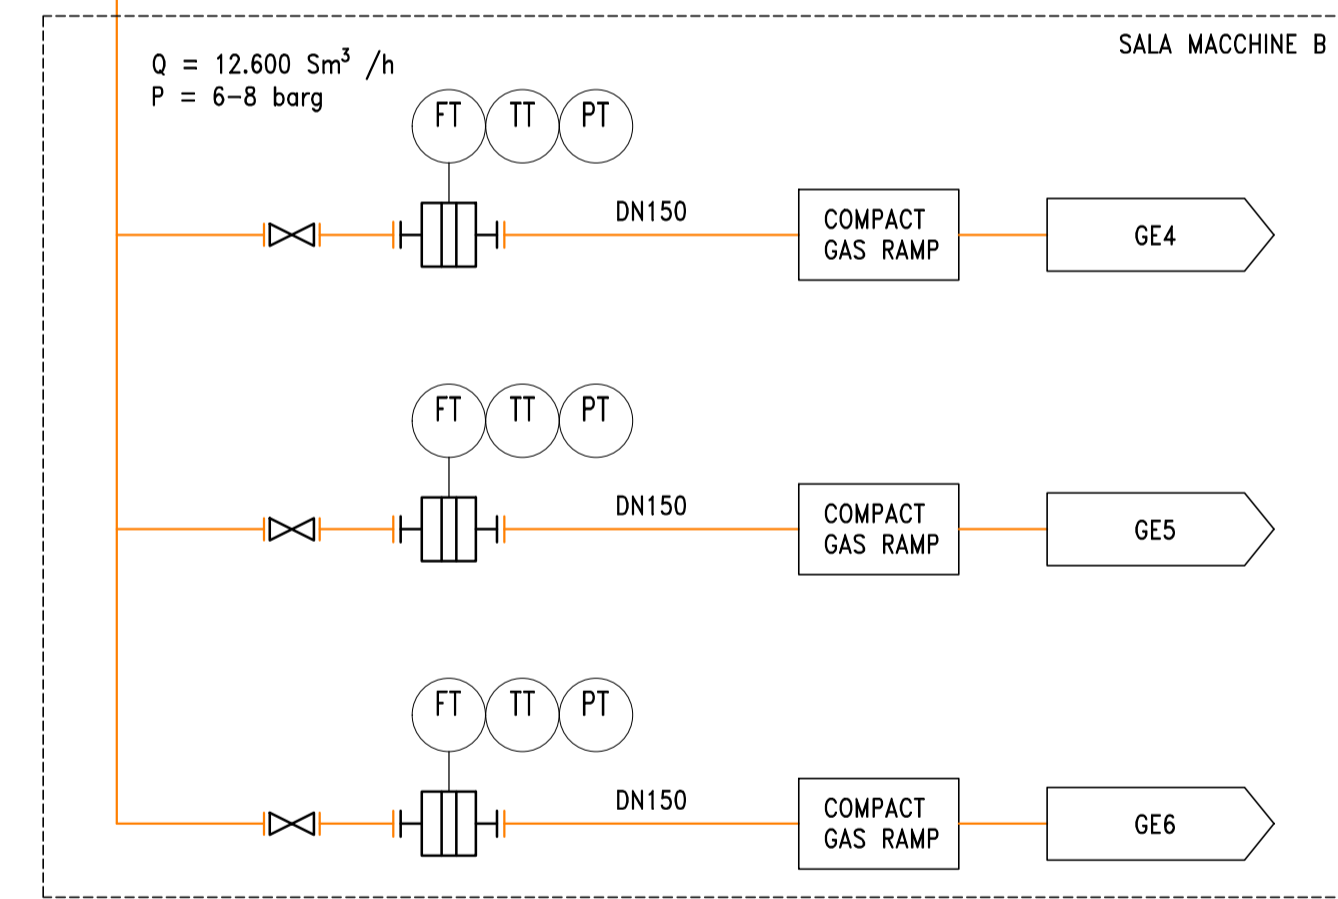 SALA MACCHINE B
Q = 12.600 Sm³ /h
P = 6-8 barg
FT TT PT
DN150
COMPACT
GAS RAMP
GE4
FT TT PT
DN150
COMPACT
GAS RAMP
GE5
FT TT PT
DN150
COMPACT
GAS RAMP
GE6